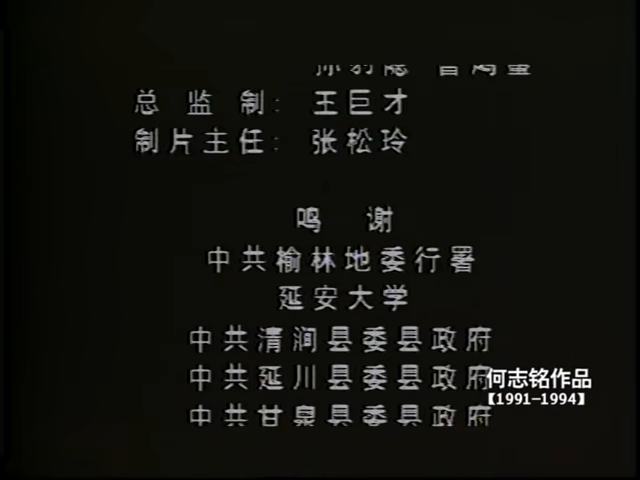 总监制：王巨才
制片主任：张松玲
鸣谢
中共榆林地委行署
延安大学
中共清涧县委县政府
中共延川县委县政府
中共甘泉县委县政府
何志铭作品
【1991-1994】